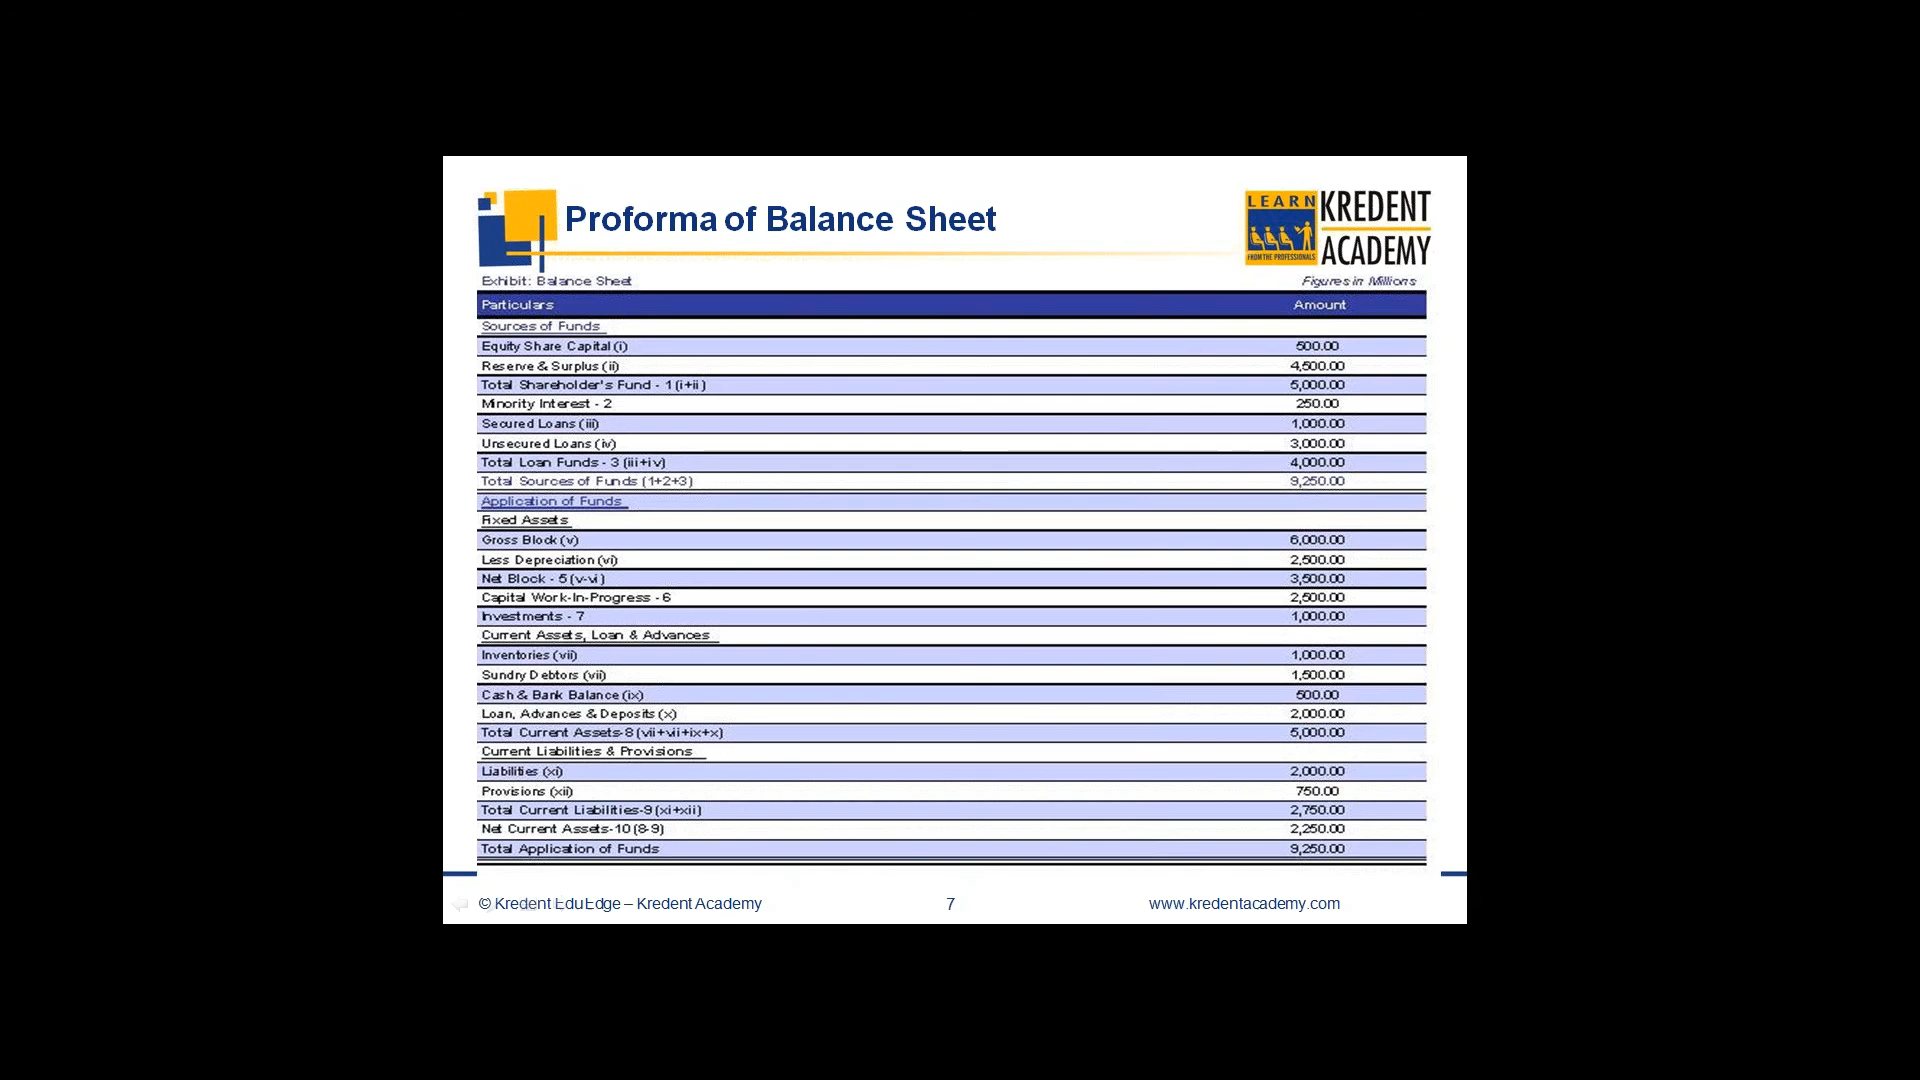 Proforma of Balance Sheet
LEARN
FROM THE PROFESSIONALS
KREDENT
ACADEMY
Exhibit: Balance Sheet Figures in Millions
Particulars Amount
Sources of Funds
Equity Share Capital (i) 500.00
Reserve & Surplus (ii) 4,500.00
Total Shareholder's Fund - 1 (i+ii) 5,000.00
Minority Interest - 2 250.00
Secured Loans (iii) 1,000.00
Unsecured Loans (iv) 3,000.00
Total Loan Funds - 3 (iii+iv) 4,000.00
Total Sources of Funds (1+2+3) 9,250.00
Application of Funds
Fixed Assets
Gross Block (v) 6,000.00
Less Depreciation (vi) 2,500.00
Net Block - 5 (v-vi) 3,500.00
Capital Work-In-Progress - 6 2,500.00
Investments - 7 1,000.00
Current Assets, Loan & Advances
Inventories (vii) 1,000.00
Sundry Debtors (vii) 1,500.00
Cash & Bank Balance (ix) 500.00
Loan, Advances & Deposits (x) 2,000.00
Total Current Assets-8 (vii+vii+ix+x) 5,000.00
Current Liabilities & Provisions
Liabilities (xi) 2,000.00
Provisions (xii) 750.00
Total Current Liabilities-9 (xi+xii) 2,750.00
Net Current Assets-10 (8-9) 2,250.00
Total Application of Funds 9,250.00
© Kredent EduEdge – Kredent Academy 7 www.kredentacademy.com